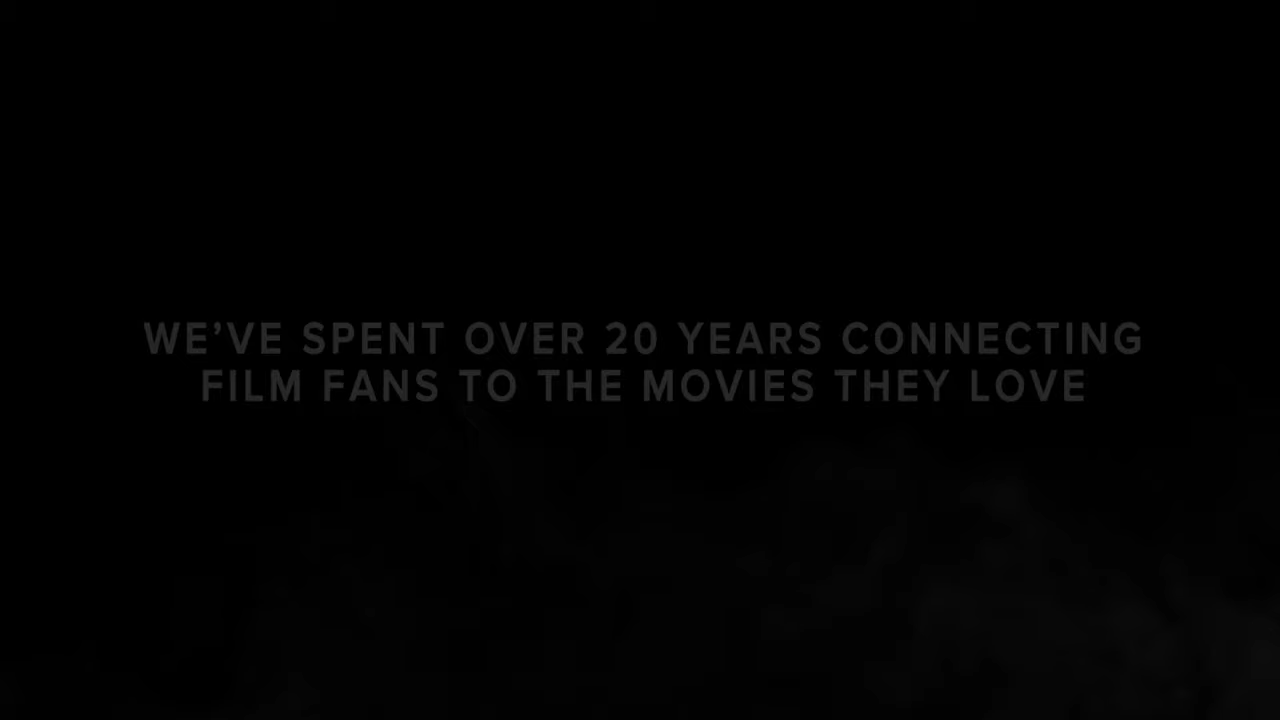 WE’VE SPENT OVER 20 YEARS CONNECTING
FILM FANS TO THE MOVIES THEY LOVE